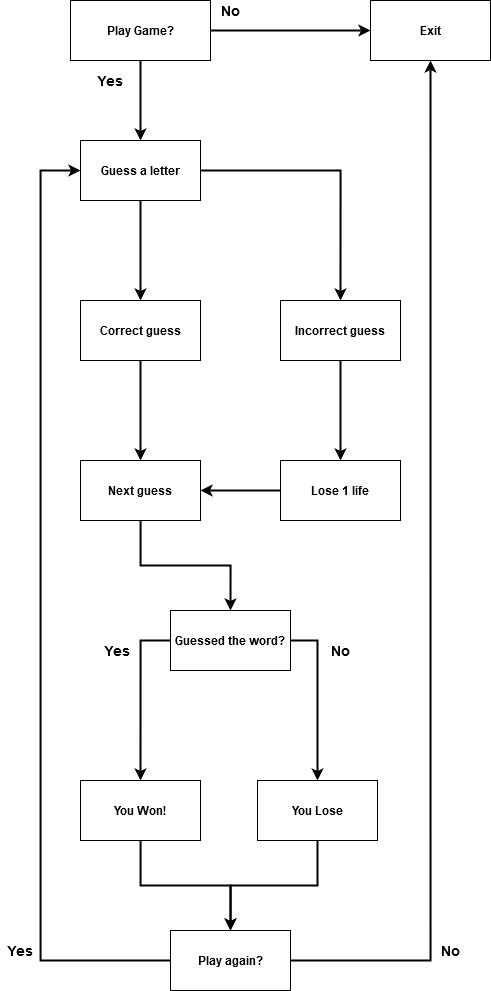 No
Play Game?
Exit
Yes
Guess a letter
Correct guess
Incorrect guess
Next guess
Lose 1 life
Guessed the word?
Yes
No
You Won!
You Lose
Yes
No
Play again?